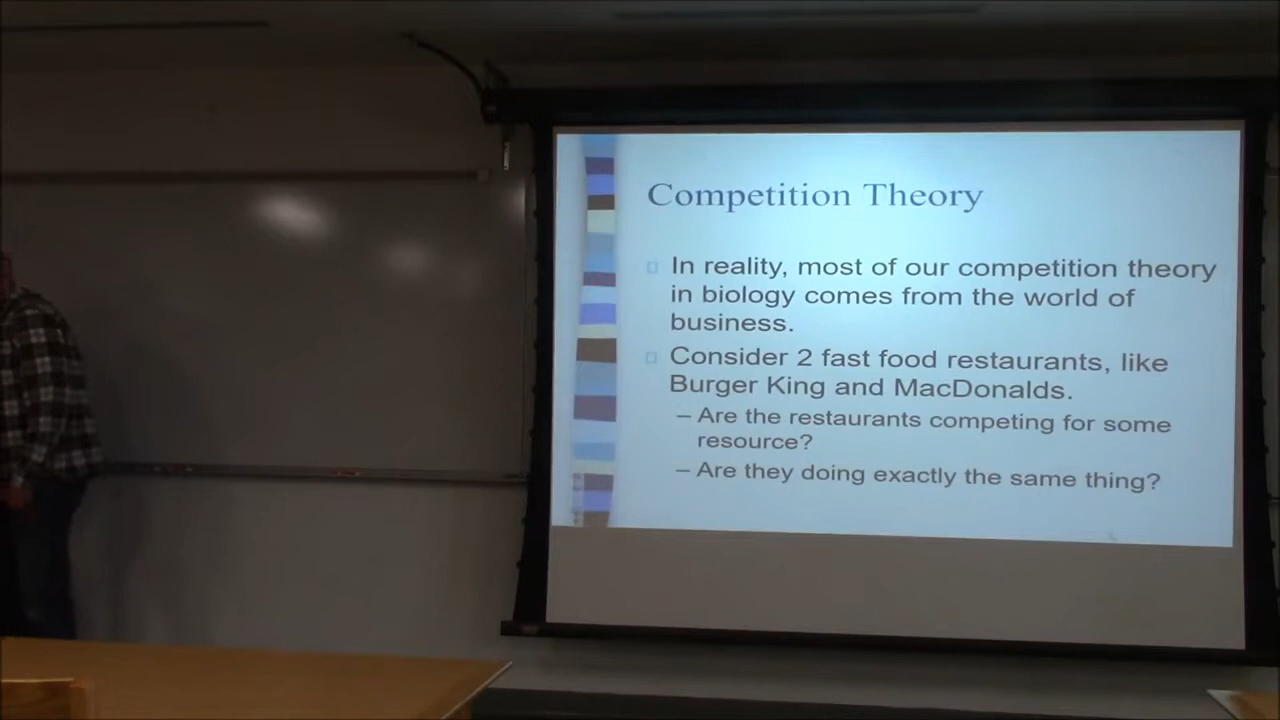 Competition Theory
In reality, most of our competition theory
in biology comes from the world of
business.
Consider 2 fast food restaurants, like
Burger King and MacDonalds.
– Are the restaurants competing for some
resource?
– Are they doing exactly the same thing?